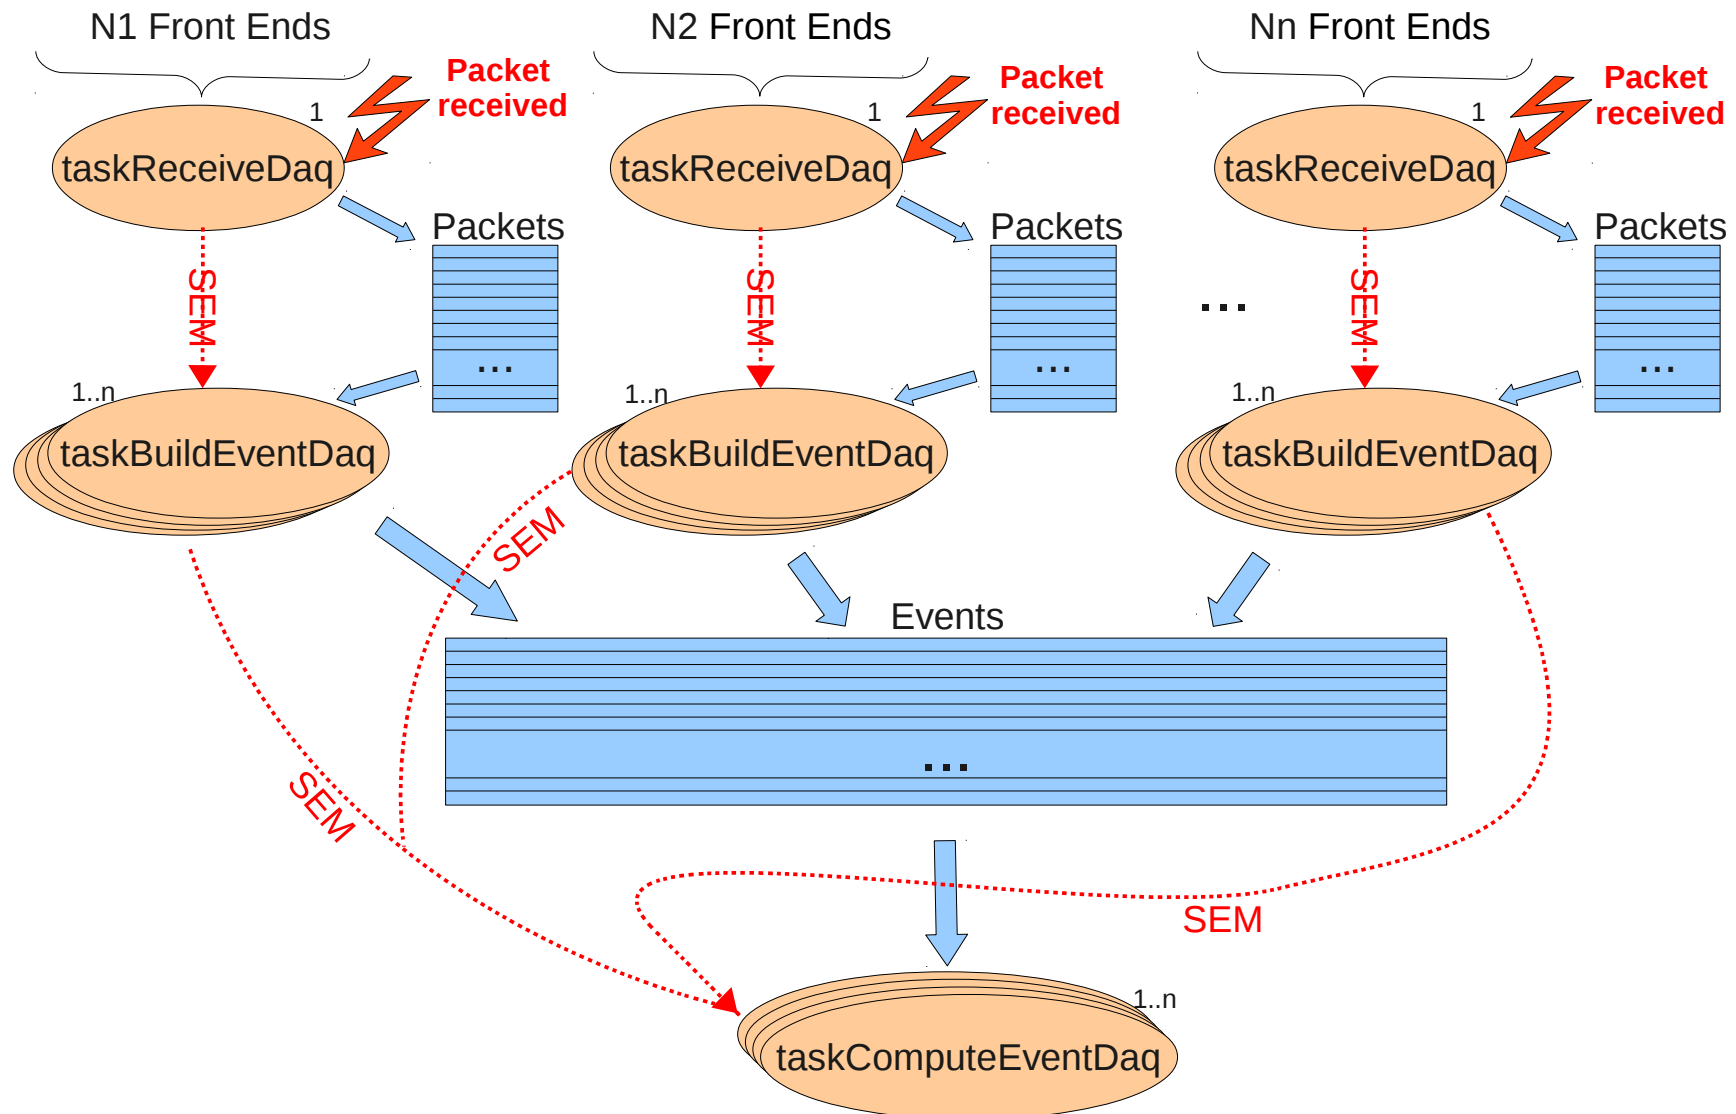 N1 Front Ends
N2 Front Ends
Nn Front Ends
Packet
received
Packet
received
Packet
received
1
1
1
taskReceiveDaq
taskReceiveDaq
taskReceiveDaq
Packets
Packets
Packets
SEM
SEM
SEM
...
...
...
...
1..n
1..n
1..n
taskBuildEventDaq
taskBuildEventDaq
taskBuildEventDaq
SEM
Events
...
SEM
SEM
1..n
taskComputeEventDaq